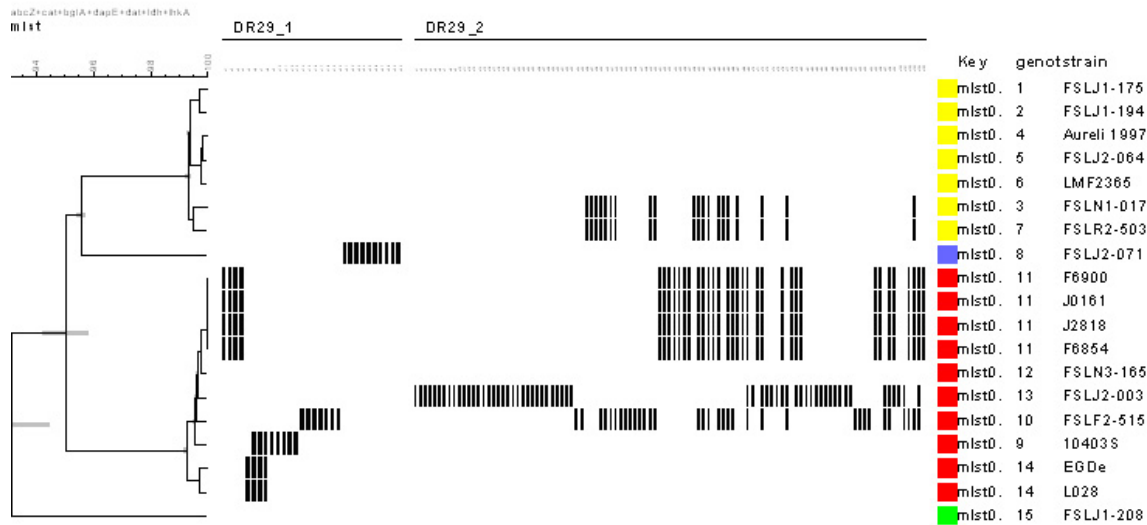 abcZ+cat+bglA+dapE+dat+ldh+lhkA
mlst
DR29_1 DR29_2
94 96 98 100
Key genotstrain
mlst0. 1 FSLJ1-175
mlst0. 2 FSLJ1-194
mlst0. 4 Aureli 1997
mlst0. 5 FSLJ2-064
mlst0. 6 LMF2365
mlst0. 3 FSLN1-017
mlst0. 7 FSLR2-503
mlst0. 8 FSLJ2-071
mlst0. 11 F6900
mlst0. 11 J0161
mlst0. 11 J2818
mlst0. 11 F6854
mlst0. 12 FSLN3-165
mlst0. 13 FSLJ2-003
mlst0. 10 FSLF2-515
mlst0. 9 10403S
mlst0. 14 EGDe
mlst0. 14 L028
mlst0. 15 FSLJ1-208